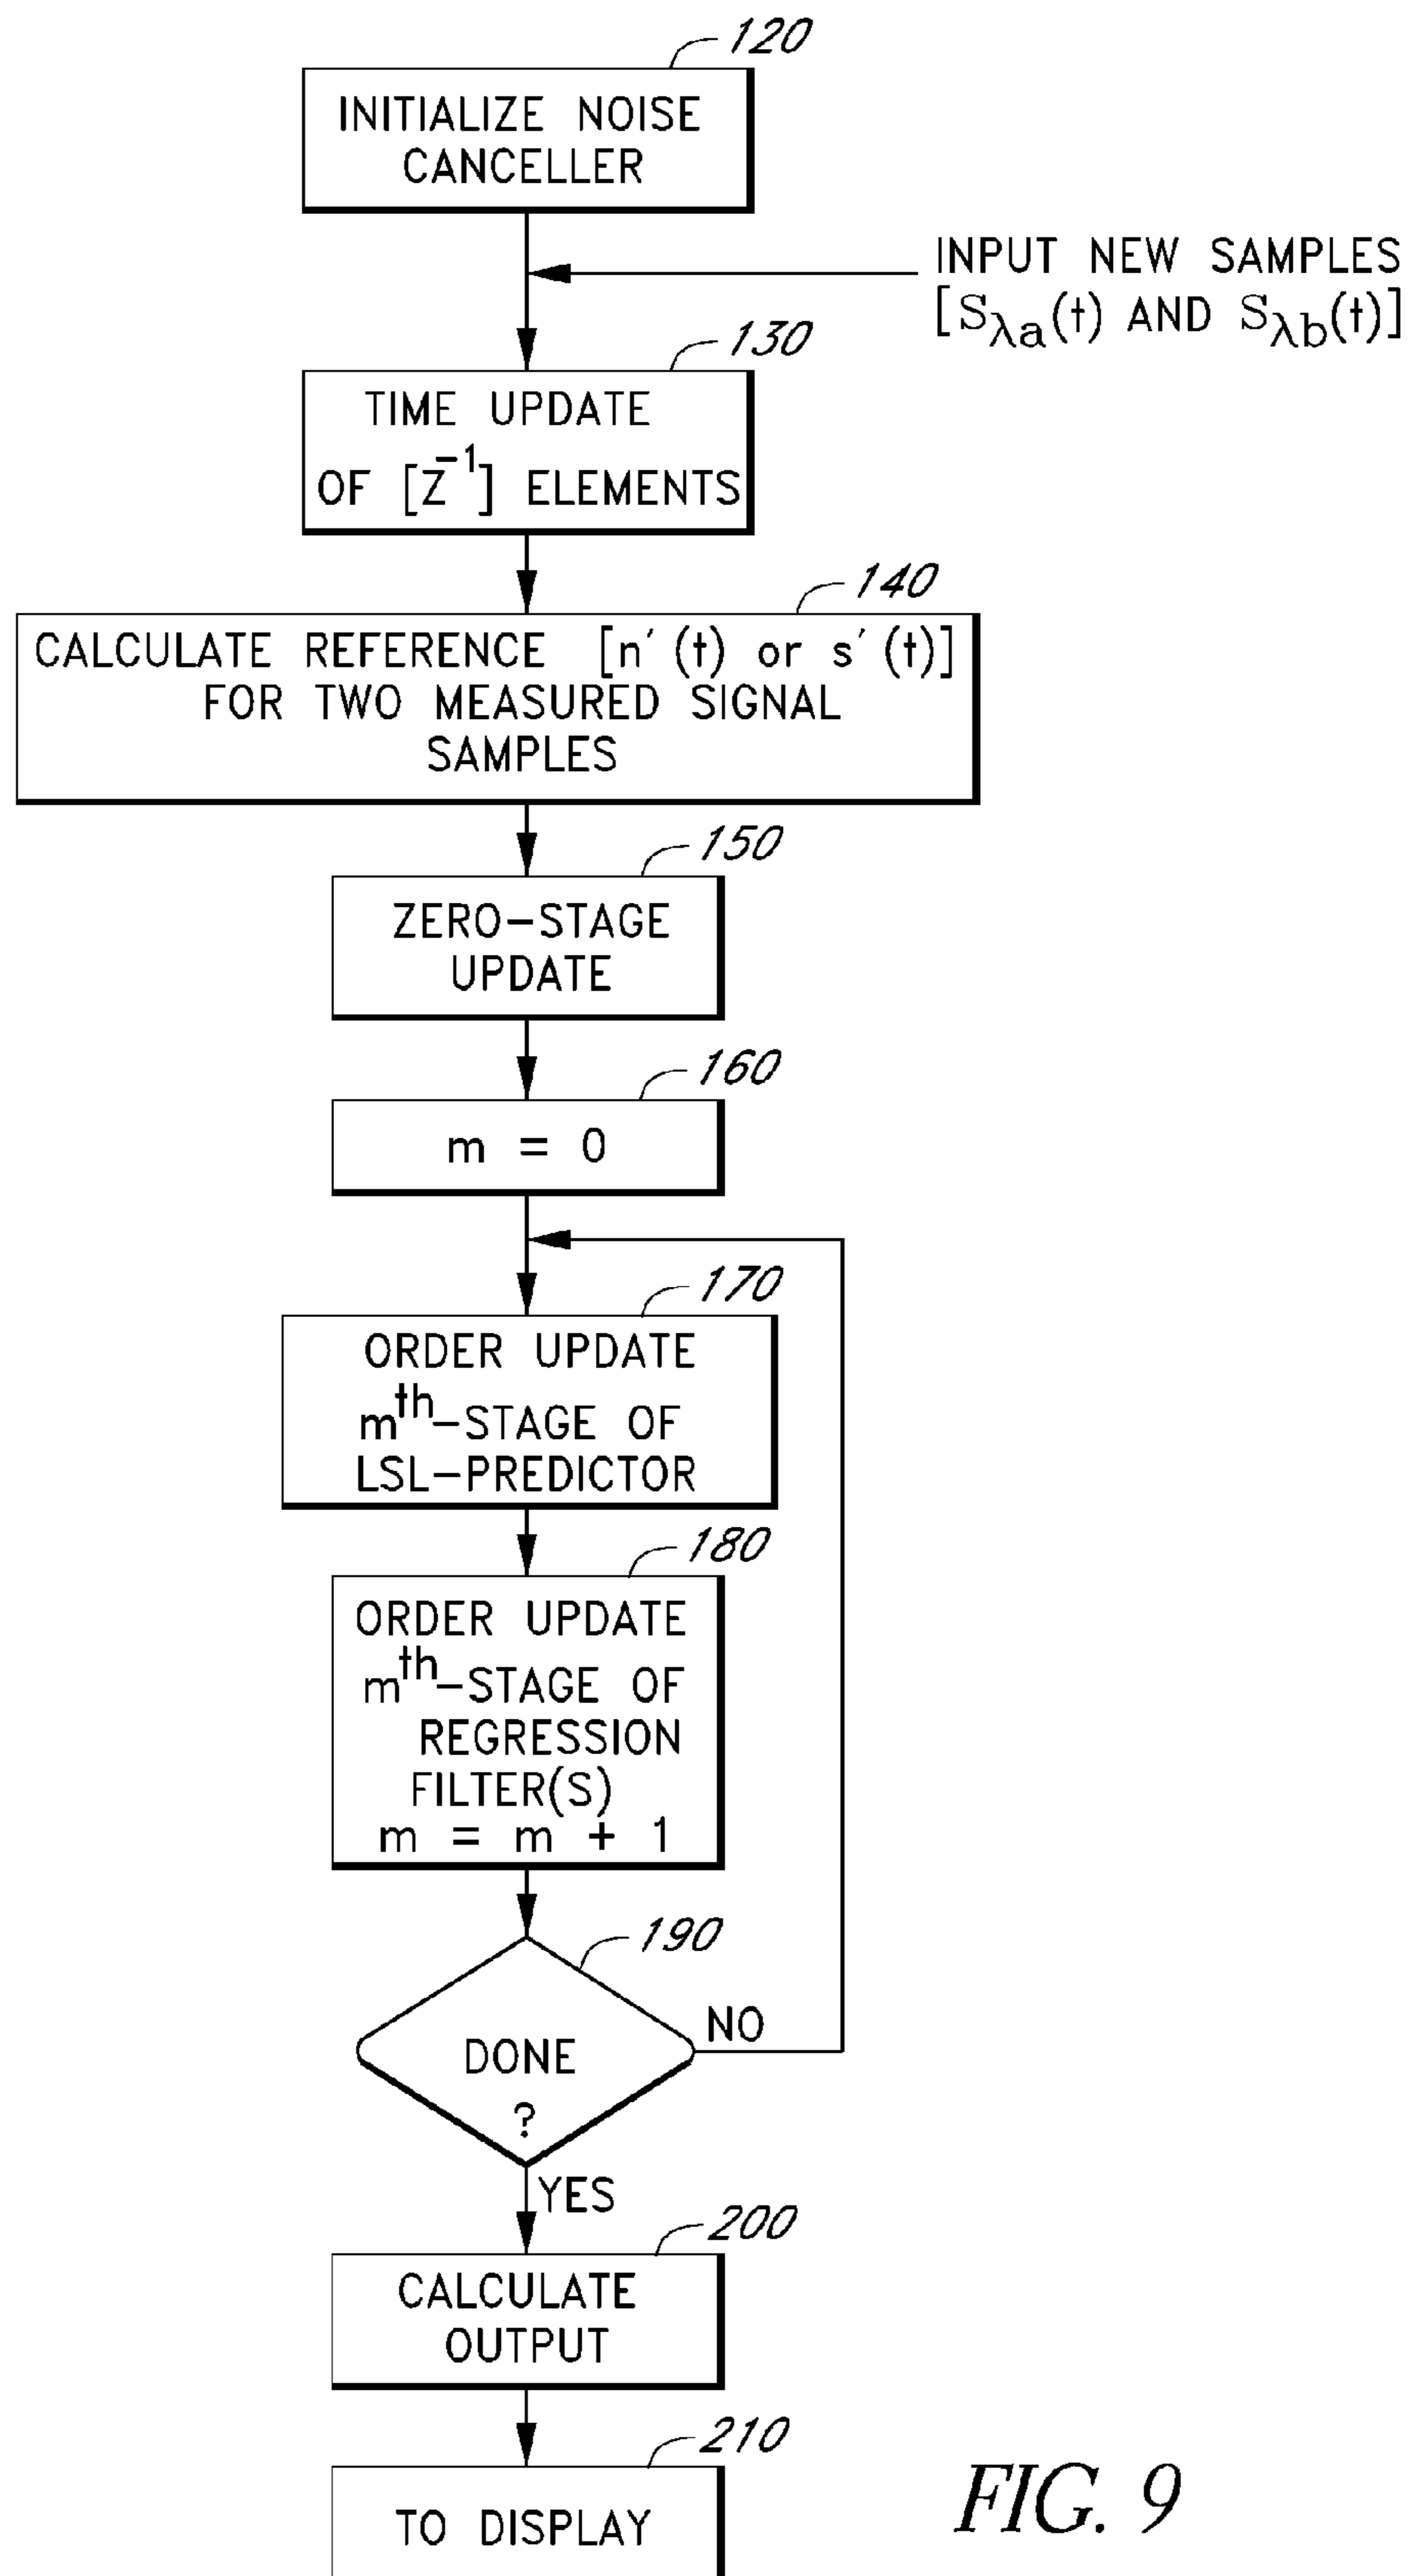 120
INITIALIZE NOISE
CANCELLER
INPUT NEW SAMPLES
[Sλa(t) AND Sλb(t)]
130
TIME UPDATE
OF [Z⁻¹] ELEMENTS
140
CALCULATE REFERENCE [n′(t) or s′(t)]
FOR TWO MEASURED SIGNAL
SAMPLES
150
ZERO-STAGE
UPDATE
160
m = 0
170
ORDER UPDATE
mᵗʰ-STAGE OF
LSL-PREDICTOR
180
ORDER UPDATE
mᵗʰ-STAGE OF
REGRESSION
FILTER(S)
m = m + 1
190
DONE
?
NO
YES
200
CALCULATE
OUTPUT
210
TO DISPLAY
FIG. 9